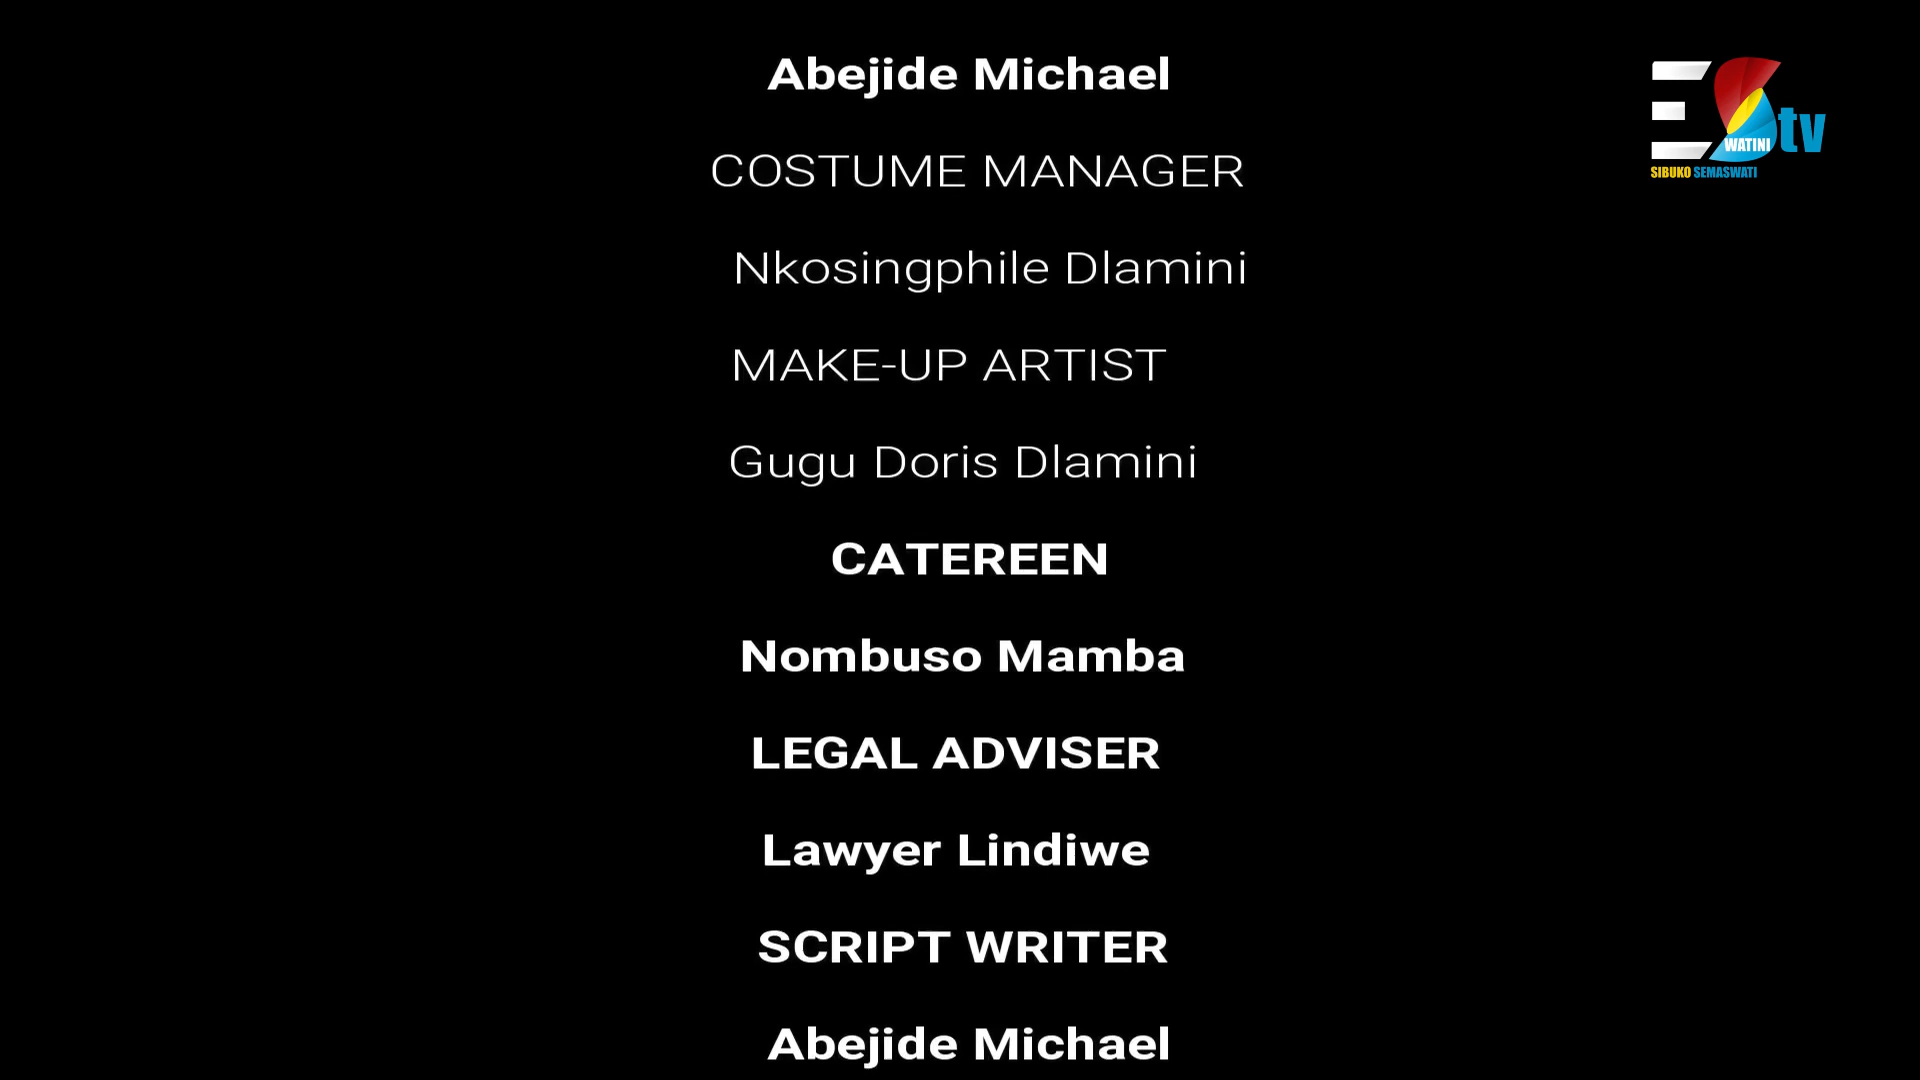 Abejide Michael
COSTUME MANAGER
Nkosingphile Dlamini
MAKE-UP ARTIST
Gugu Doris Dlamini
CATEREEN
Nombuso Mamba
LEGAL ADVISER
Lawyer Lindiwe
SCRIPT WRITER
Abejide Michael
ES WATINI tv
SIBUKO SEMASWATI